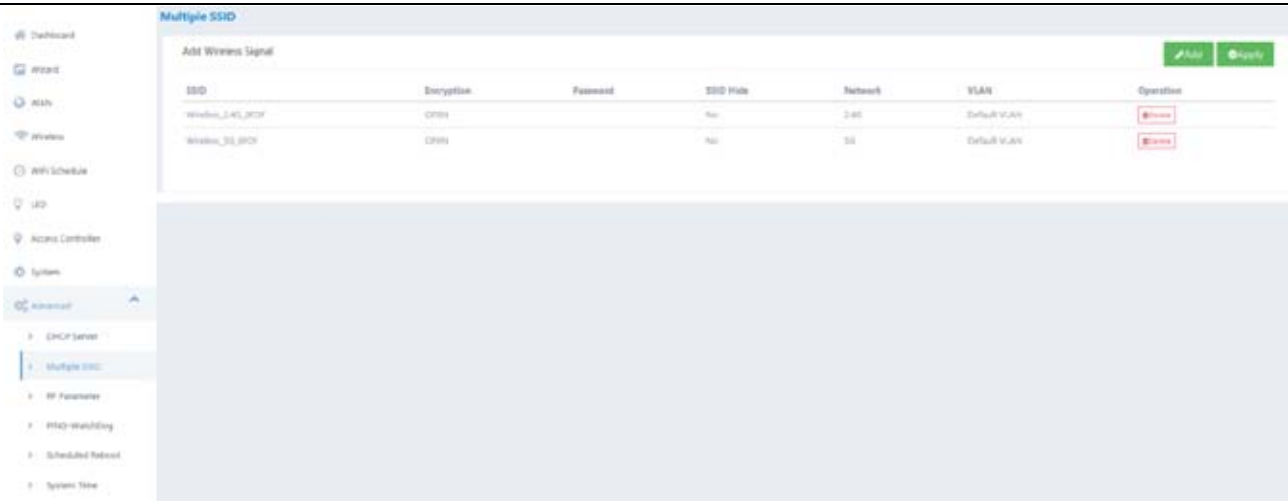 Multiple SSID
Dashboard
Add Wireless Signal
Add
Apply
Wizard
SSID Encryption Password SSID Hide Network VLAN Operation
WAN
OPEN No 2.4G Default VLAN Delete
Wireless
OPEN No 5G Default VLAN Delete
WiFi Schedule
LED
Access Controller
System
Advanced
DHCP Server
Multiple SSID
RF Parameter
PING-WatchDog
Scheduled Reboot
System Time